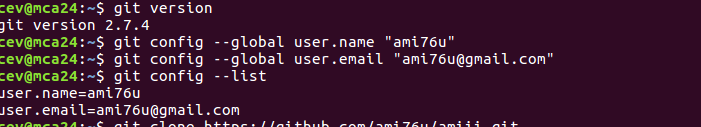 cev@mca24:~$ git version
git version 2.7.4
cev@mca24:~$ git config --global user.name "ami76u"
cev@mca24:~$ git config --global user.email "ami76u@gmail.com"
cev@mca24:~$ git config --list
user.name=ami76u
user.email=ami76u@gmail.com
cev@mca24:~$ git clone https://github.com/ami76u/amiii.git